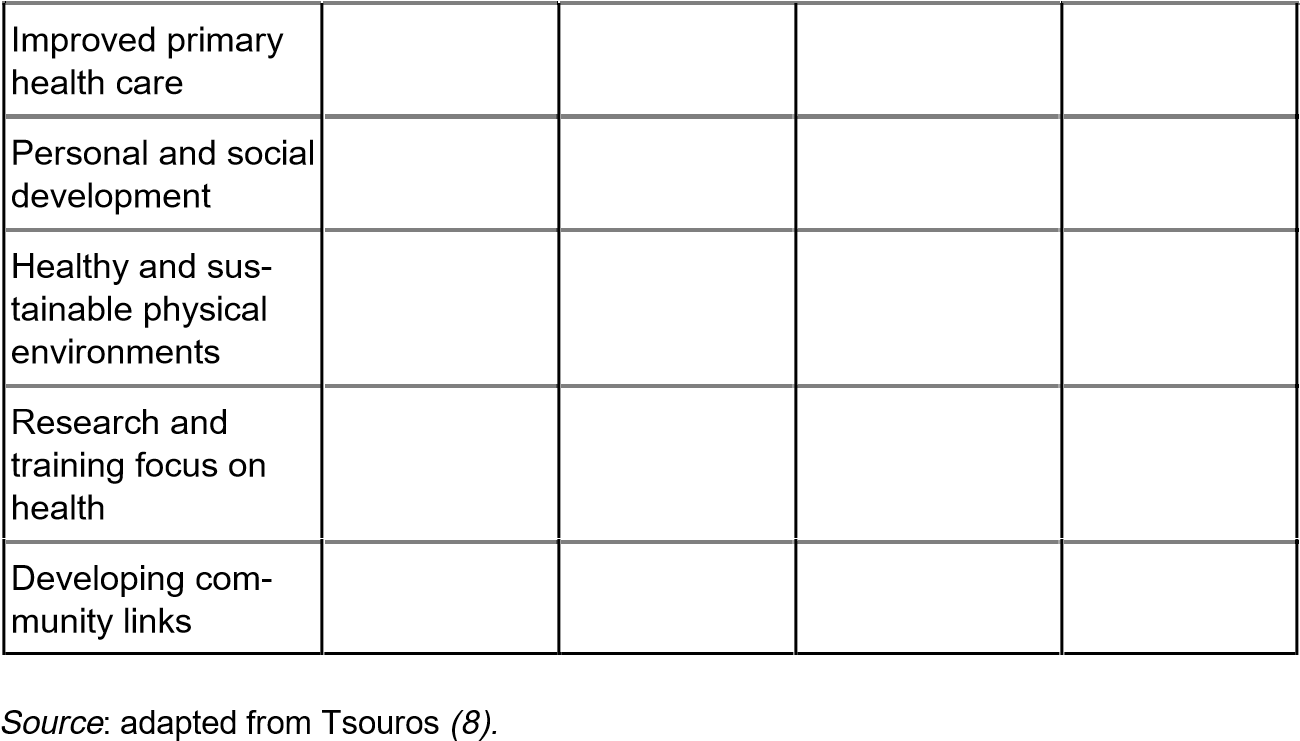 Improved primary
health care
Personal and social
development
Healthy and sus-
tainable physical
environments
Research and
training focus on
health
Developing com-
munity links
Source: adapted from Tsouros (8).